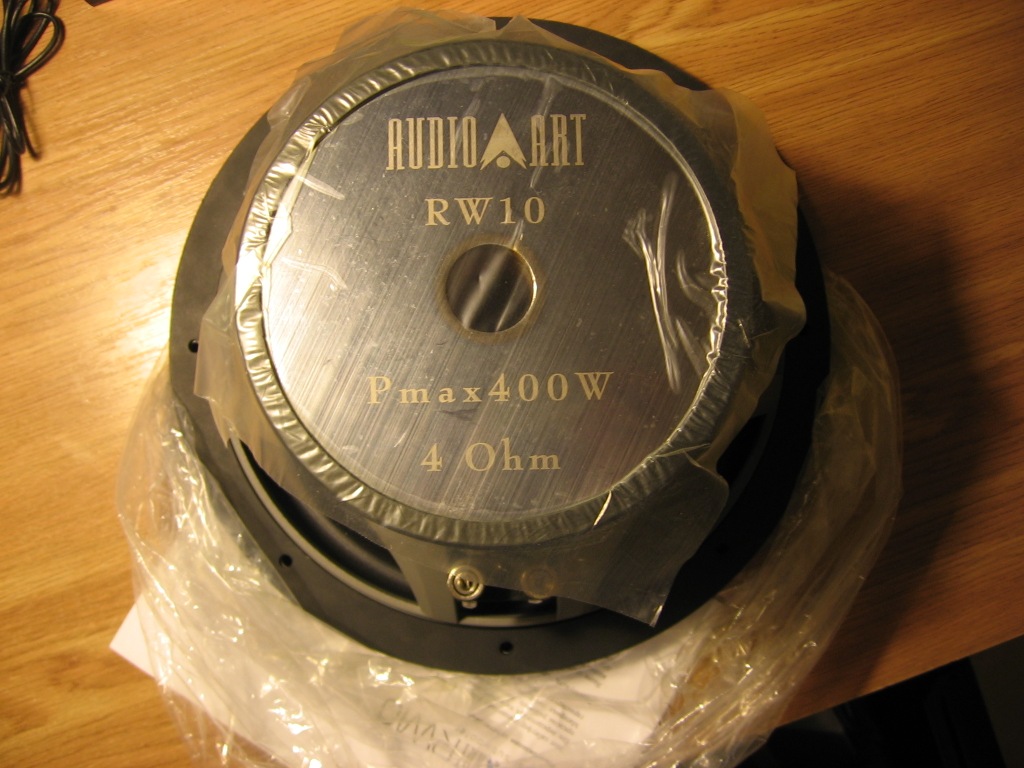 AUDIO ART
RW10
Pmax400W
4 Ohm